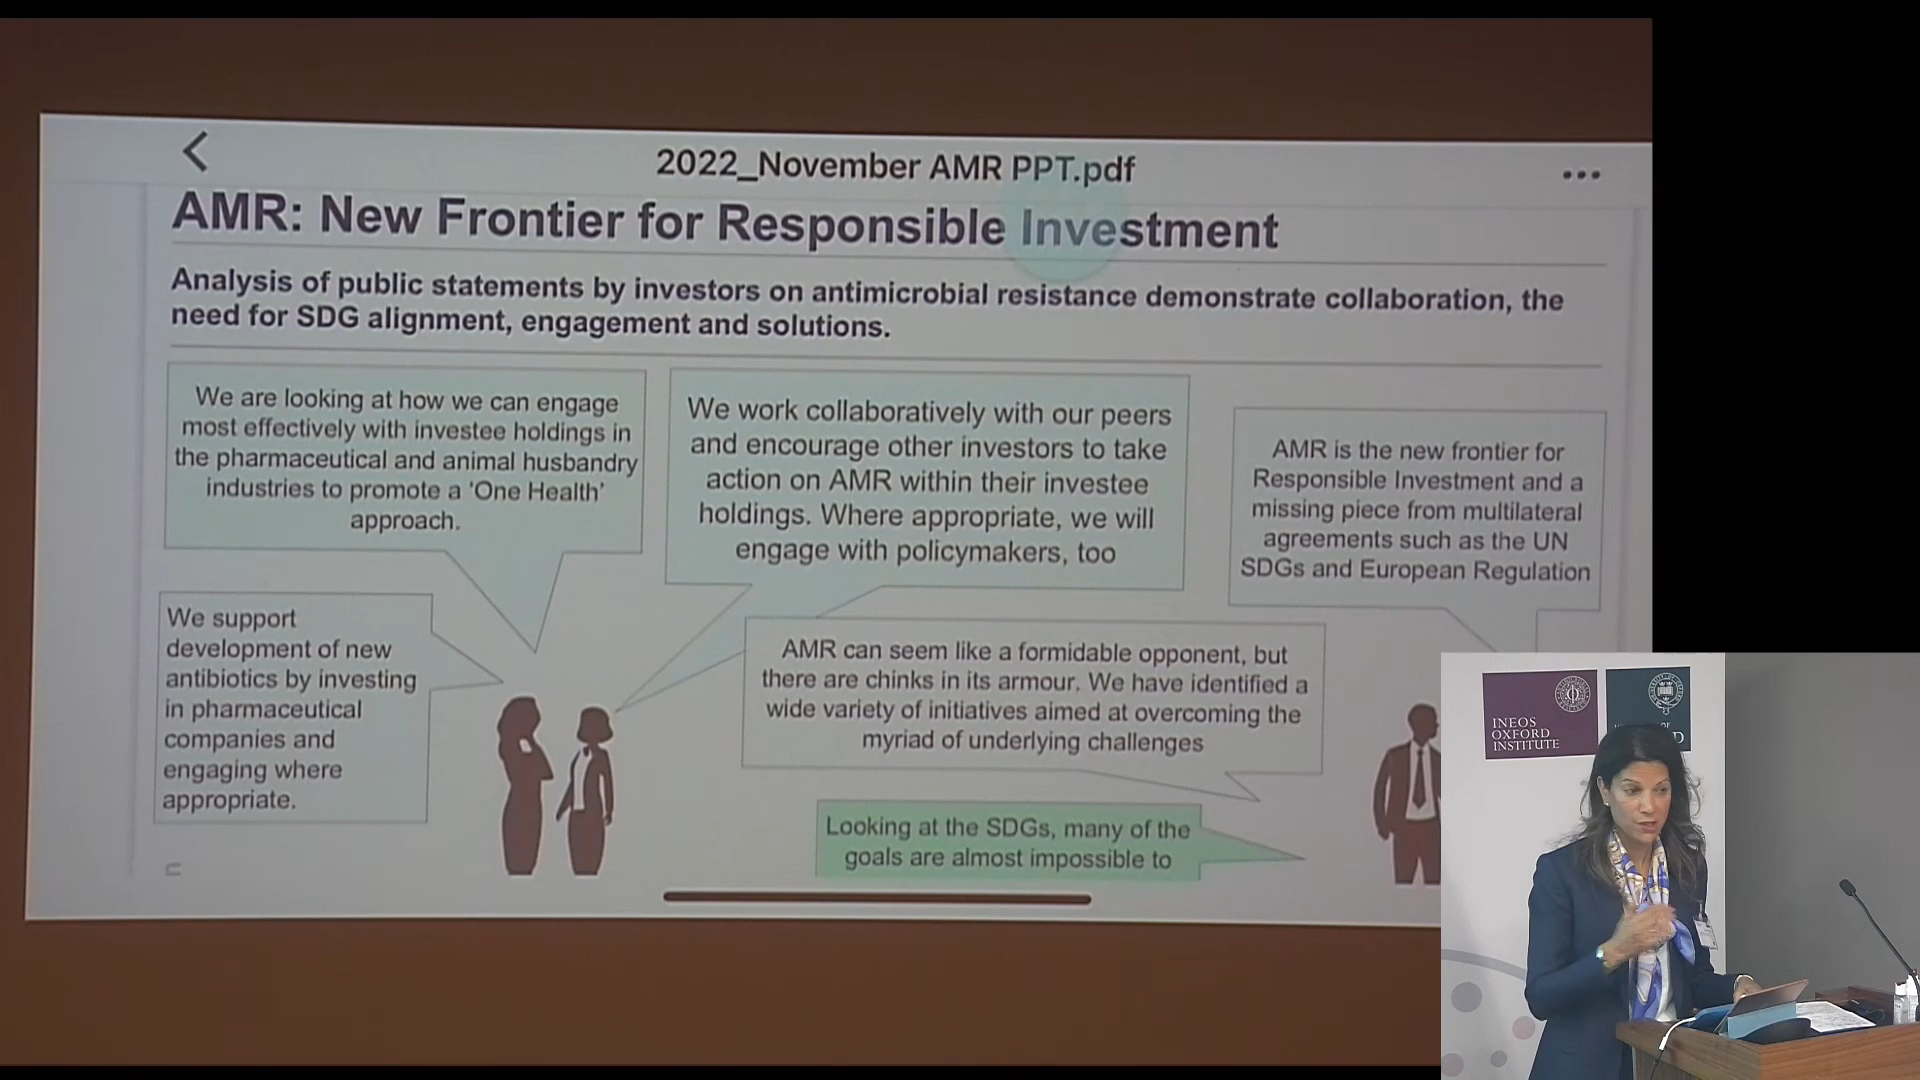 2022_November AMR PPT.pdf
AMR: New Frontier for Responsible Investment
Analysis of public statements by investors on antimicrobial resistance demonstrate collaboration, the
need for SDG alignment, engagement and solutions.
We are looking at how we can engage
most effectively with investee holdings in
the pharmaceutical and animal husbandry
industries to promote a 'One Health'
approach.
We work collaboratively with our peers
and encourage other investors to take
action on AMR within their investee
holdings. Where appropriate, we will
engage with policymakers, too
AMR is the new frontier for
Responsible Investment and a
missing piece from multilateral
agreements such as the UN
SDGs and European Regulation
We support
development of new
antibiotics by investing
in pharmaceutical
companies and
engaging where
appropriate.
AMR can seem like a formidable opponent, but
there are chinks in its armour. We have identified a
wide variety of initiatives aimed at overcoming the
myriad of underlying challenges
Looking at the SDGs, many of the
goals are almost impossible to
INEOS
OXFORD
INSTITUTE